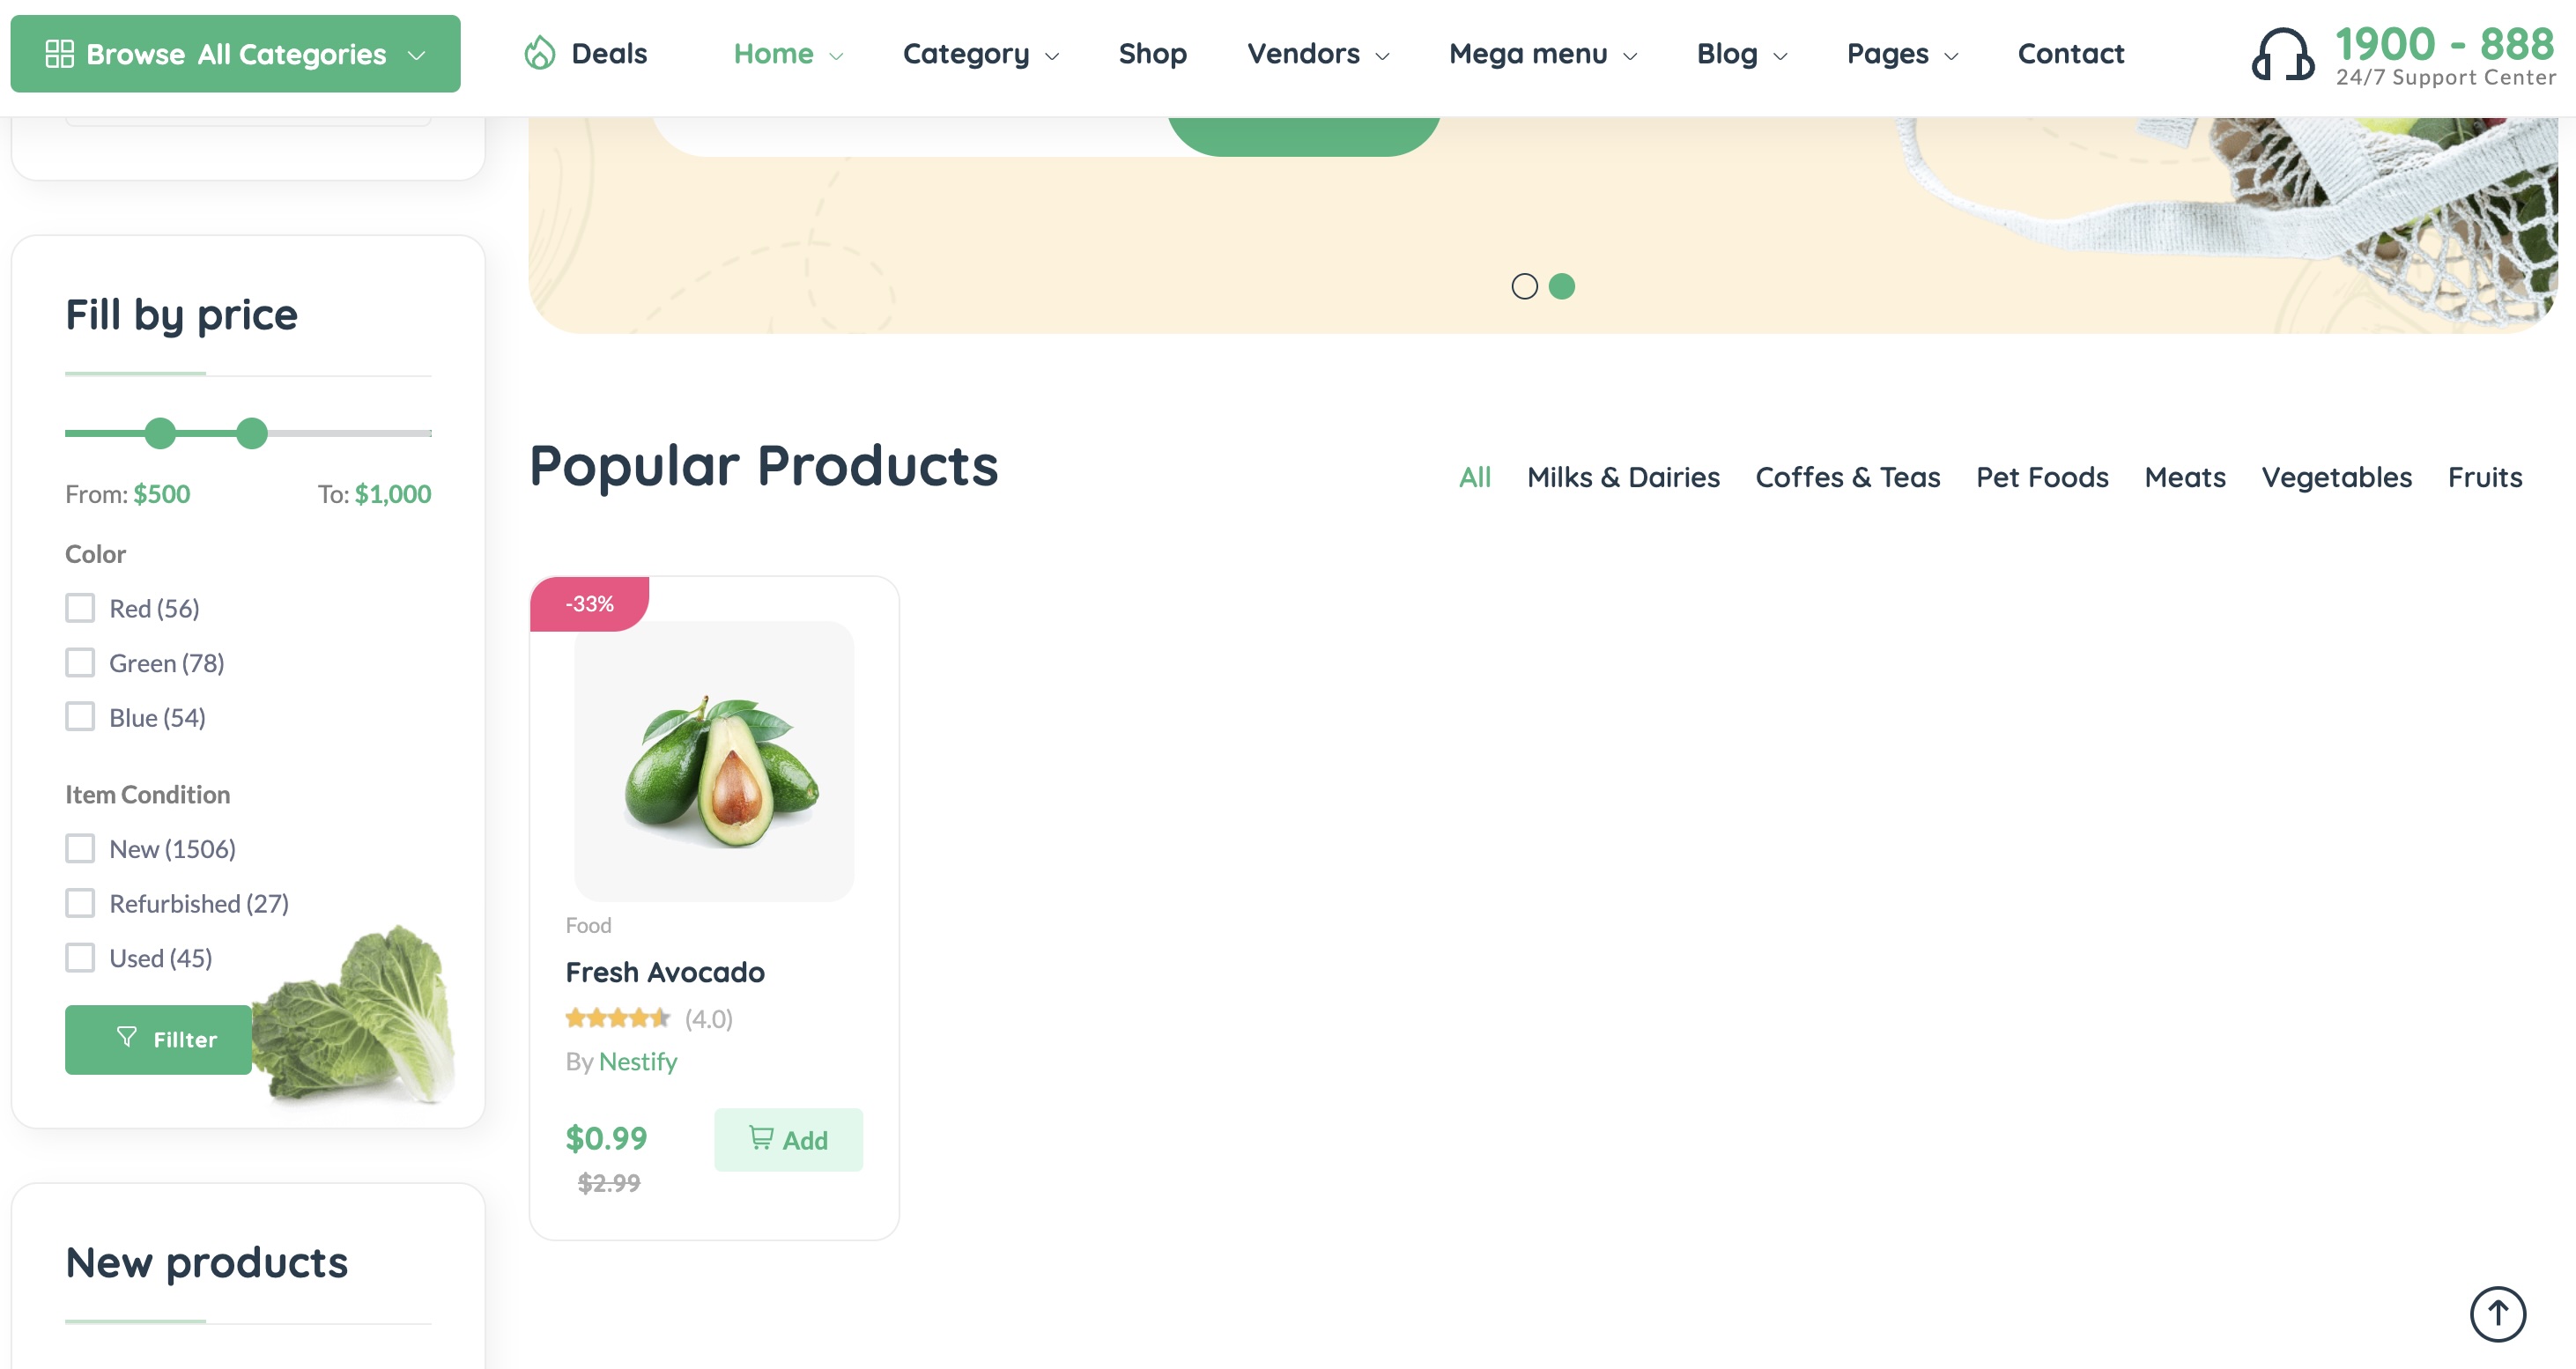 Browse All Categories
Deals
Home
Category
Shop
Vendors
Mega menu
Blog
Pages
Contact
1900 - 888
24/7 Support Center
Fill by price
From: $500
To: $1,000
Color
Red (56)
Green (78)
Blue (54)
Item Condition
New (1506)
Refurbished (27)
Used (45)
Fillter
New products
Popular Products
All
Milks & Dairies
Coffes & Teas
Pet Foods
Meats
Vegetables
Fruits
-33%
Food
Fresh Avocado
(4.0)
By Nestify
$0.99
Add
$2.99